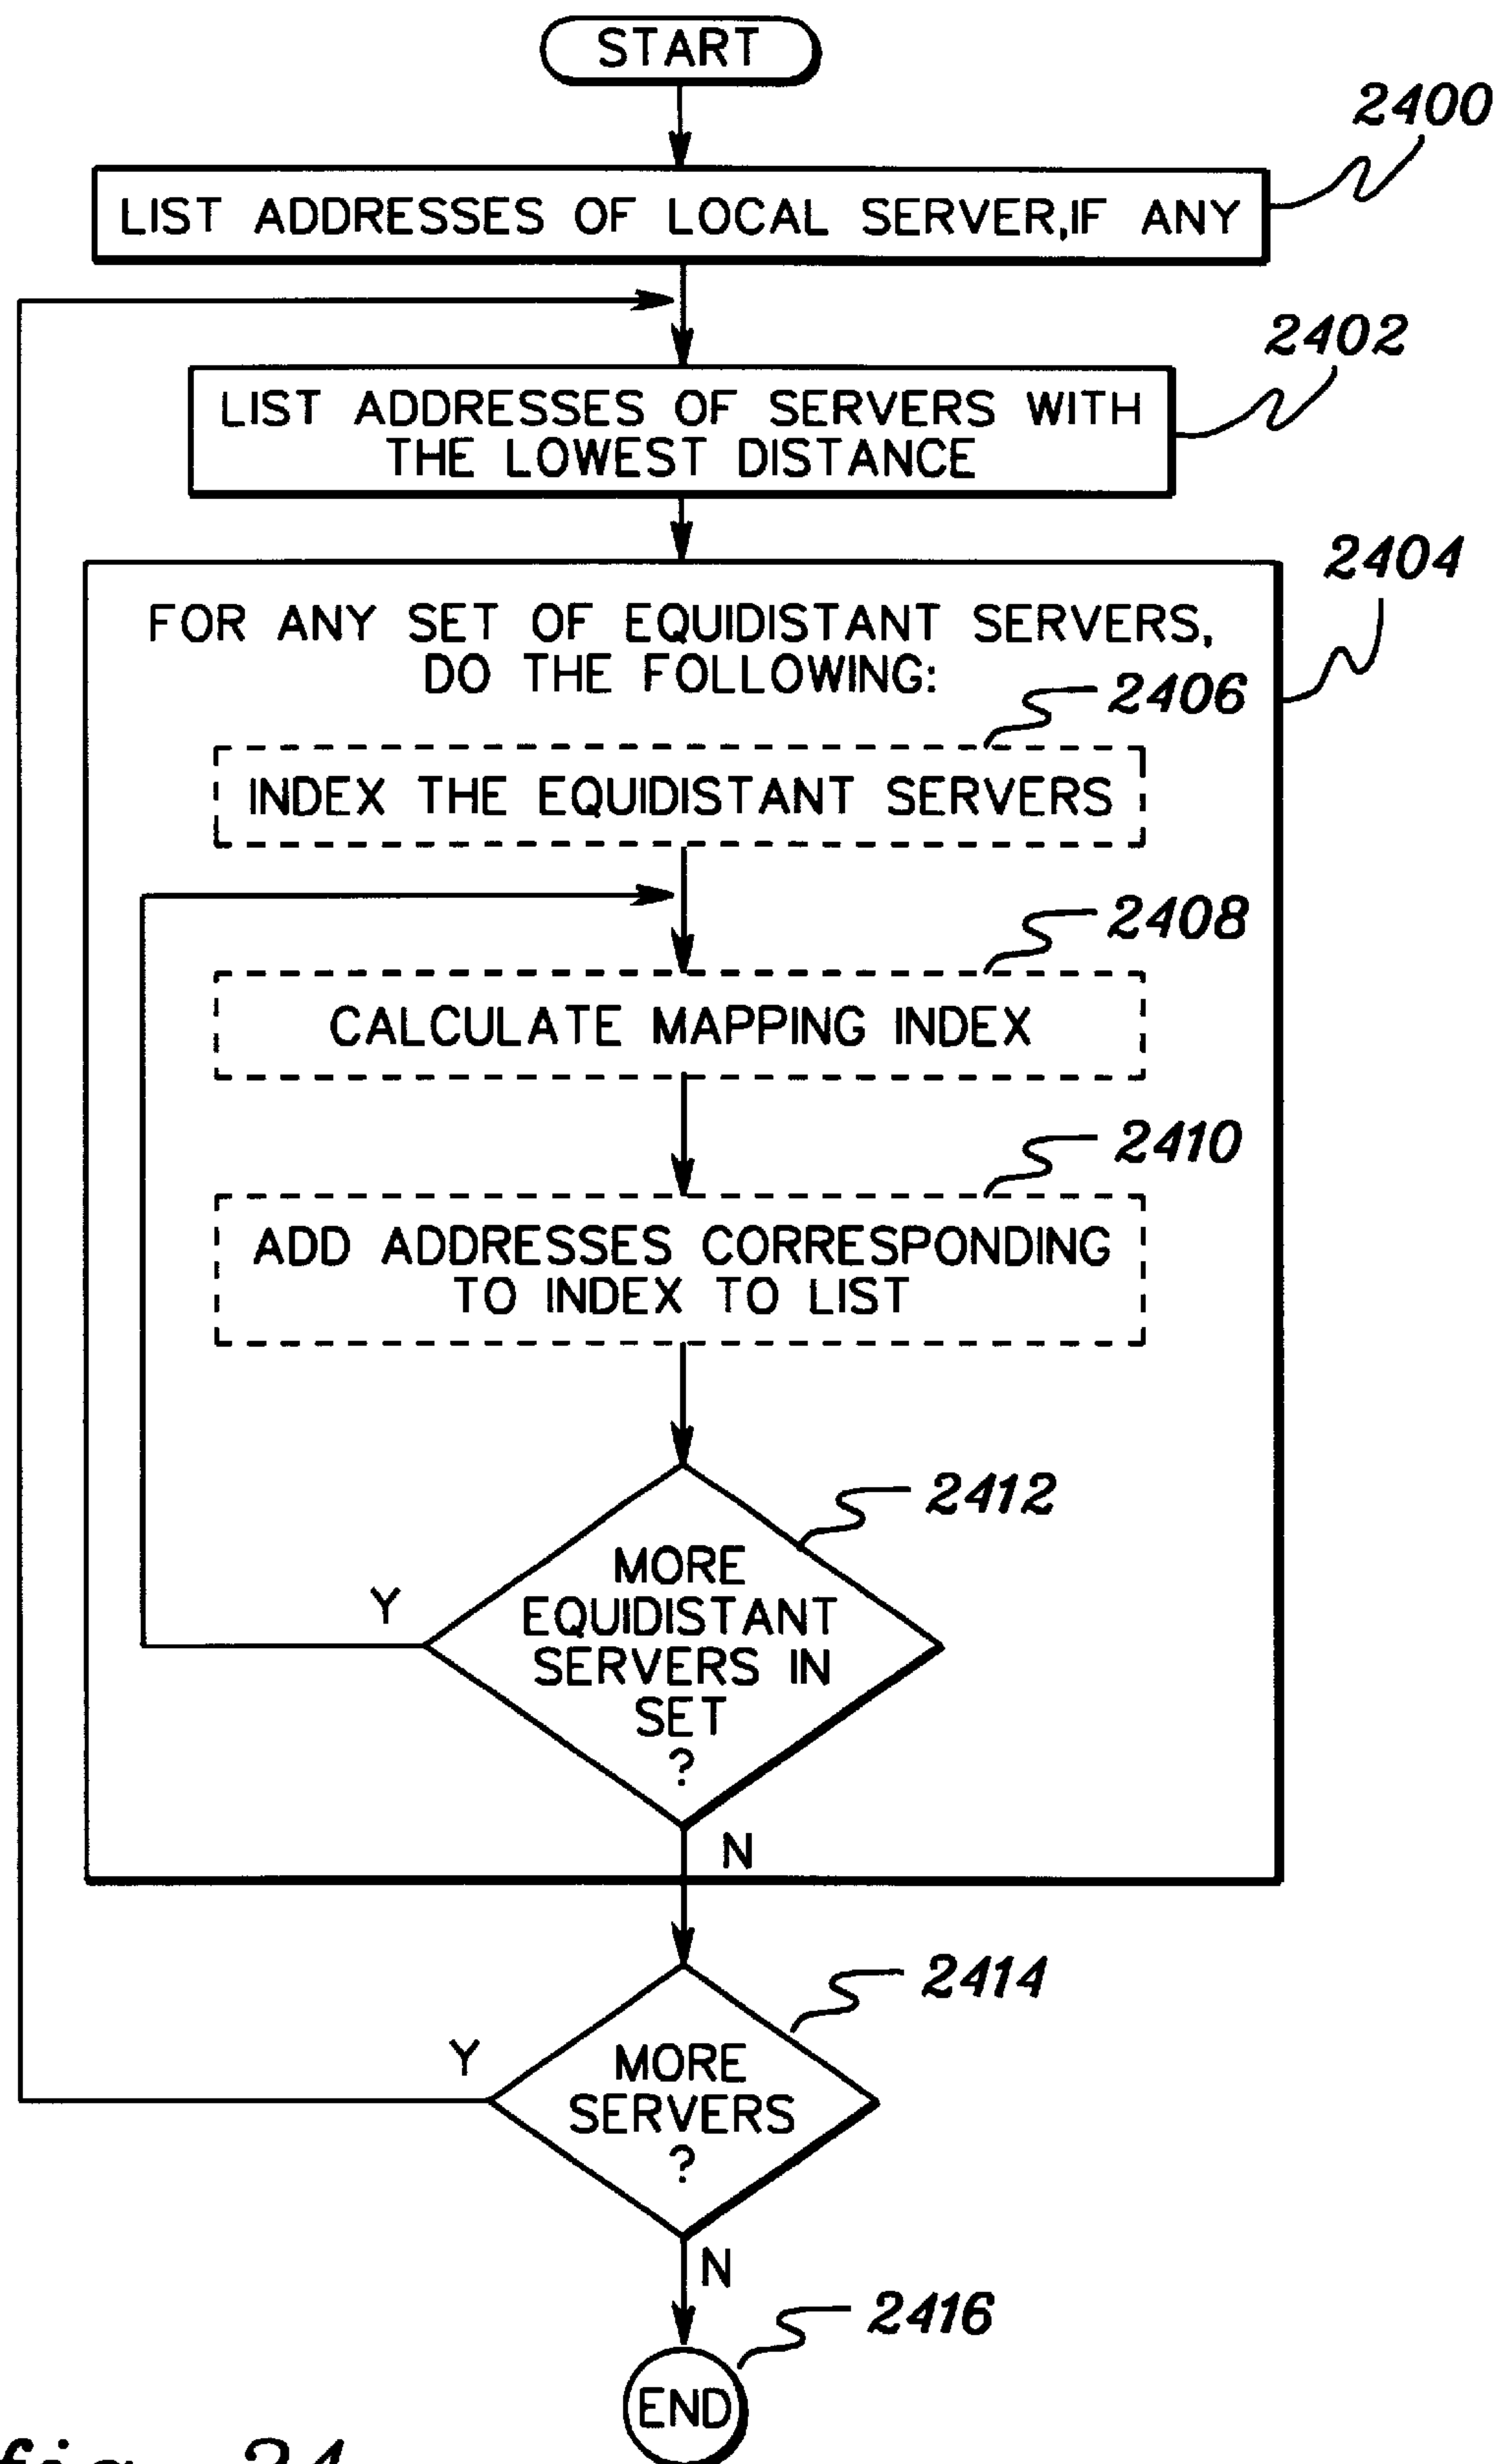 START
2400
LIST ADDRESSES OF LOCAL SERVER,IF ANY
2402
LIST ADDRESSES OF SERVERS WITH
THE LOWEST DISTANCE
2404
FOR ANY SET OF EQUIDISTANT SERVERS,
DO THE FOLLOWING:
2406
INDEX THE EQUIDISTANT SERVERS
2408
CALCULATE MAPPING INDEX
2410
ADD ADDRESSES CORRESPONDING
TO INDEX TO LIST
2412
MORE
EQUIDISTANT
SERVERS IN
SET
?
Y
N
2414
MORE
SERVERS
?
Y
N
2416
END
fig. 24